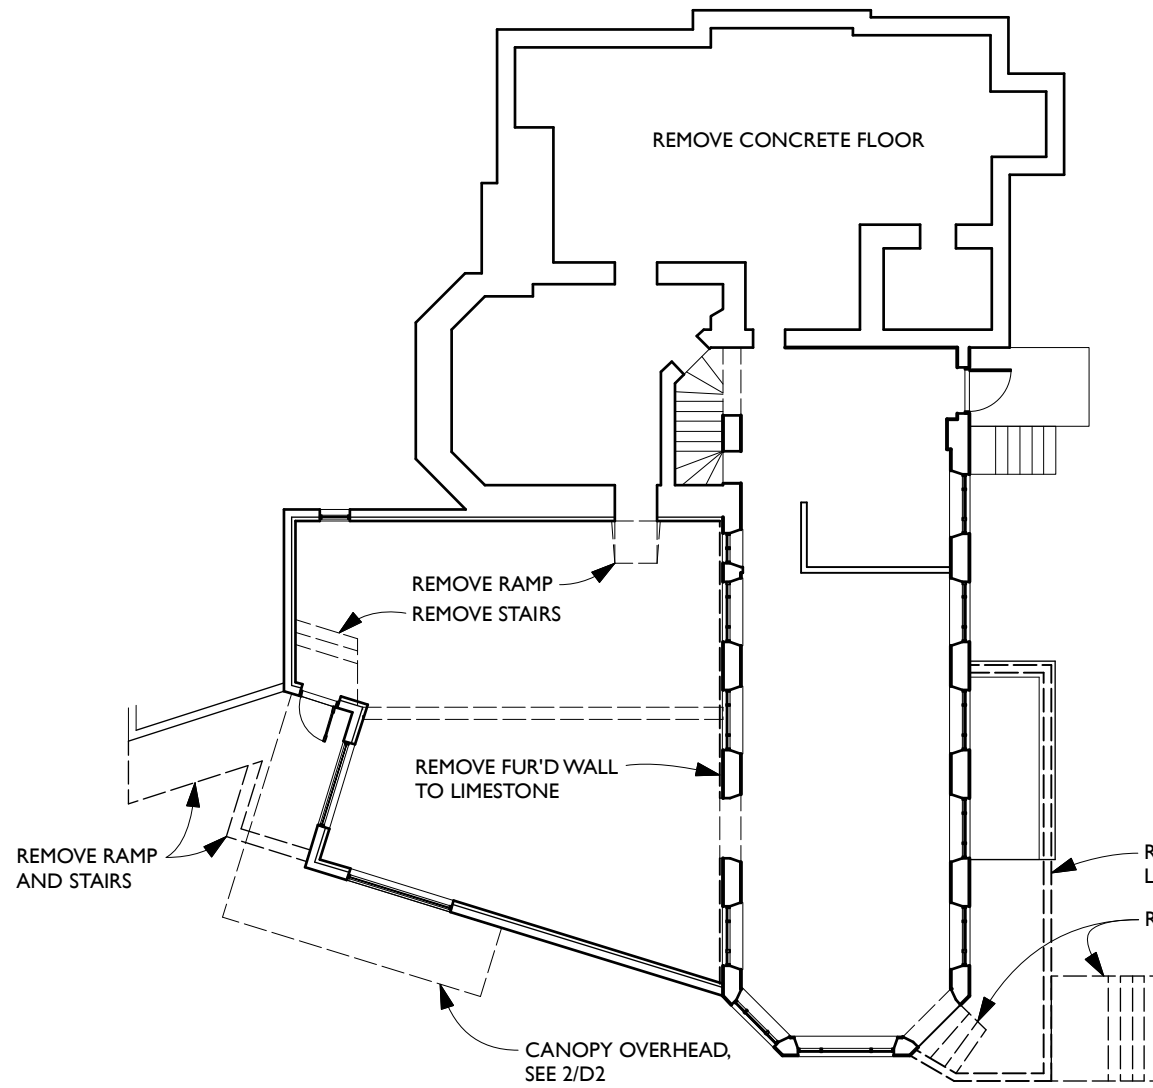 REMOVE CONCRETE FLOOR
REMOVE RAMP
REMOVE STAIRS
REMOVE FUR'D WALL
TO LIMESTONE
REMOVE RAMP
AND STAIRS
R
L
R
CANOPY OVERHEAD,
SEE 2/D2